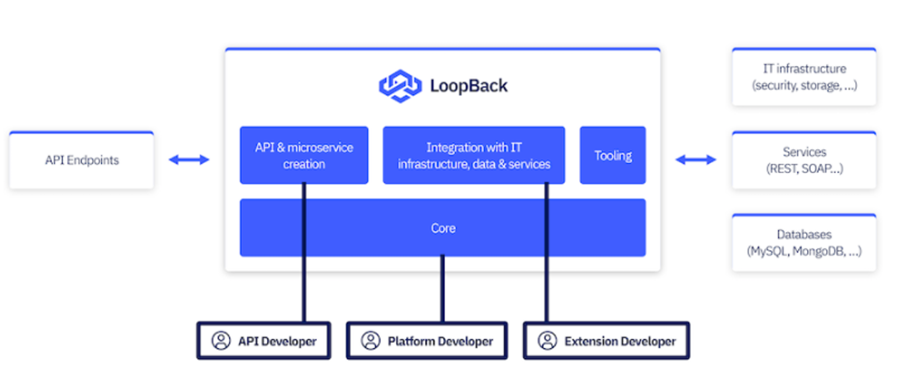 LoopBack
API Endpoints
API & microservice
creation
Integration with IT
infrastructure, data & services
Tooling
Core
IT infrastructure
(security, storage, ...)
Services
(REST, SOAP...)
Databases
(MySQL, MongoDB, ...)
API Developer
Platform Developer
Extension Developer